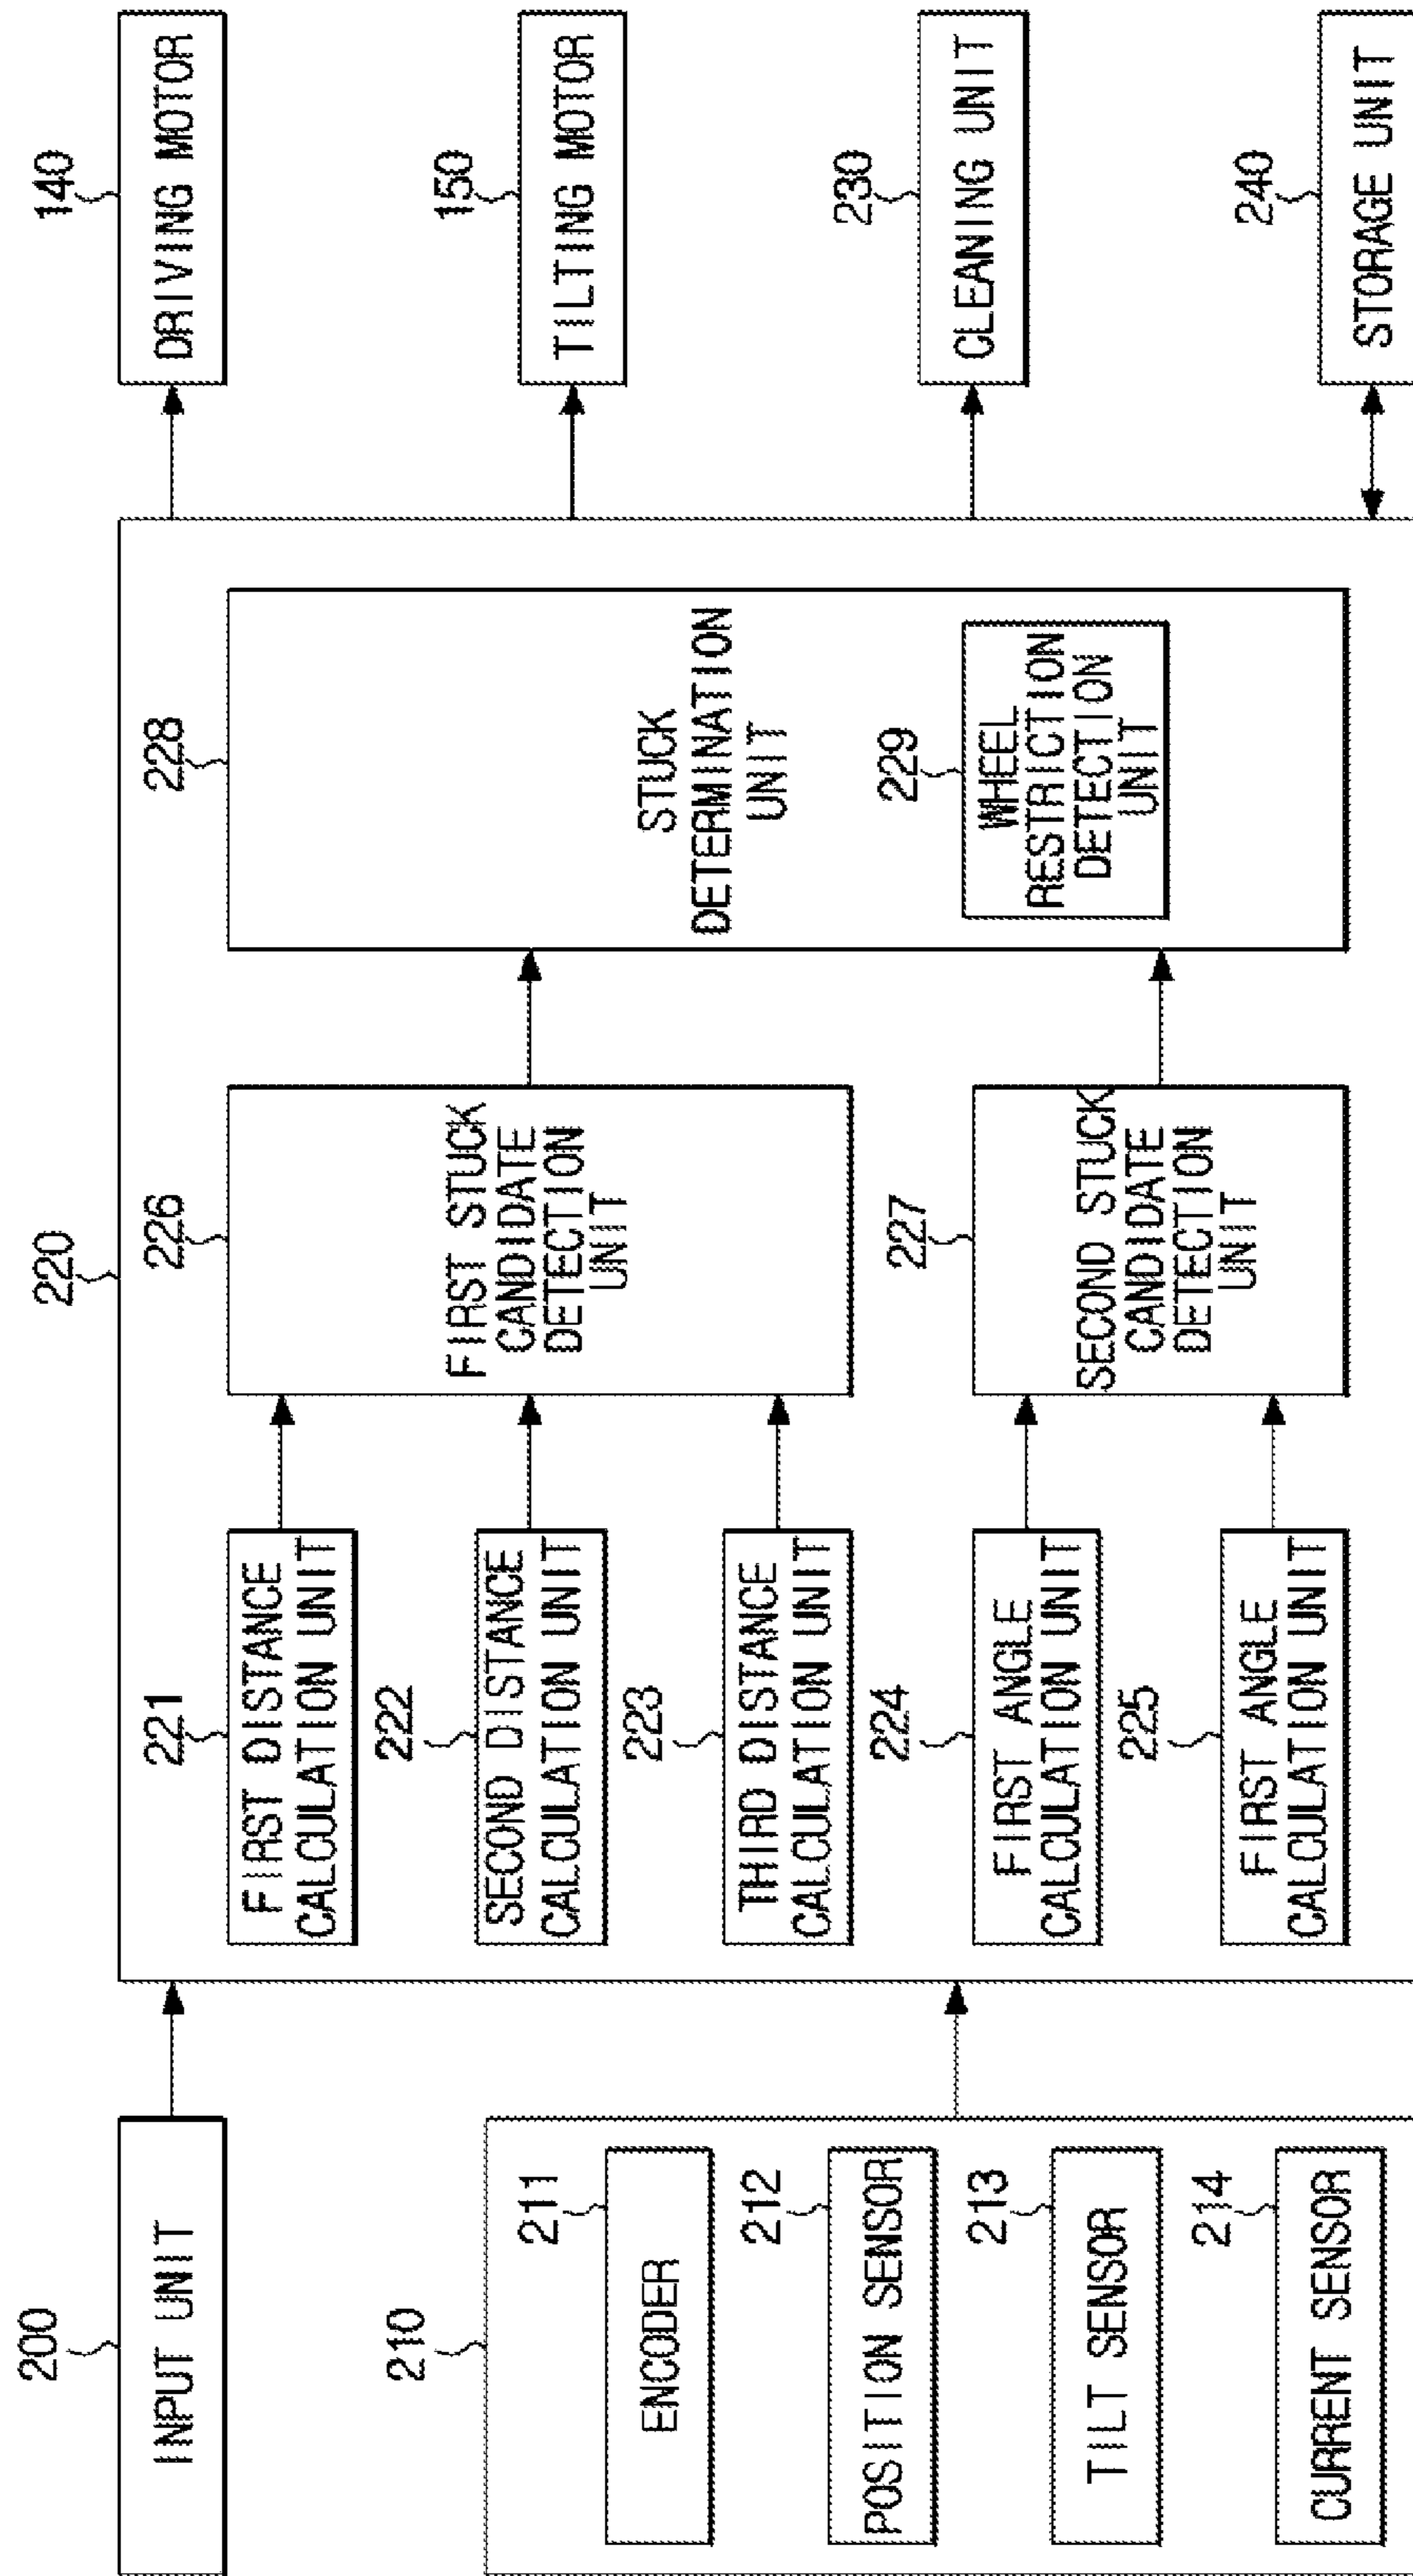 200
INPUT UNIT
210
211
ENCODER
212
POSITION SENSOR
213
TILT SENSOR
214
CURRENT SENSOR
220
221
FIRST DISTANCE
CALCULATION UNIT
222
SECOND DISTANCE
CALCULATION UNIT
223
THIRD DISTANCE
CALCULATION UNIT
224
FIRST ANGLE
CALCULATION UNIT
225
FIRST ANGLE
CALCULATION UNIT
226
FIRST STUCK
CANDIDATE
DETECTION
UNIT
227
SECOND STUCK
CANDIDATE
DETECTION
UNIT
228
STUCK
DETERMINATION
UNIT
229
WHEEL
RESTRICTION
DETECTION
UNIT
140
DRIVING MOTOR
150
TILTING MOTOR
230
CLEANING UNIT
240
STORAGE UNIT